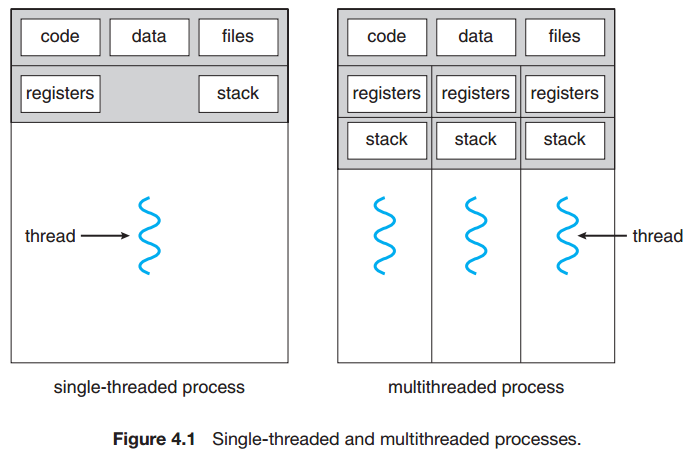 code data files
registers stack
thread
single-threaded process
code data files
registers registers registers
stack stack stack
thread
multithreaded process
Figure 4.1 Single-threaded and multithreaded processes.